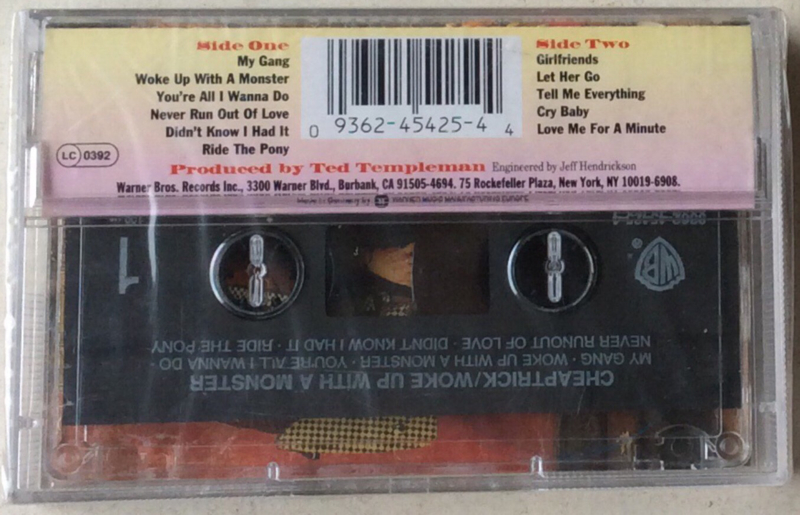 Side One
My Gang
Woke Up With A Monster
You're All I Wanna Do
Never Run Out Of Love
Didn't Know I Had It
Ride The Pony
0 9362-45425-4 4
Side Two
Girlfriends
Let Her Go
Tell Me Everything
Cry Baby
Love Me For A Minute
LC 0392
Produced by Ted Templeman Engineered by Jeff Hendrickson
Warner Bros. Records Inc., 3300 Warner Blvd., Burbank, CA 91505-4694. 75 Rockefeller Plaza, New York, NY 10019-6908.
1
WB
®
CHEAPTRICK/WOKE UP WITH A MONSTER
MY GANG · WOKE UP WITH A MONSTER · YOU'RE ALL I WANNA DO ·
NEVER RUNOUT OF LOVE · DIDN'T KNOW I HAD IT · RIDE THE PONY